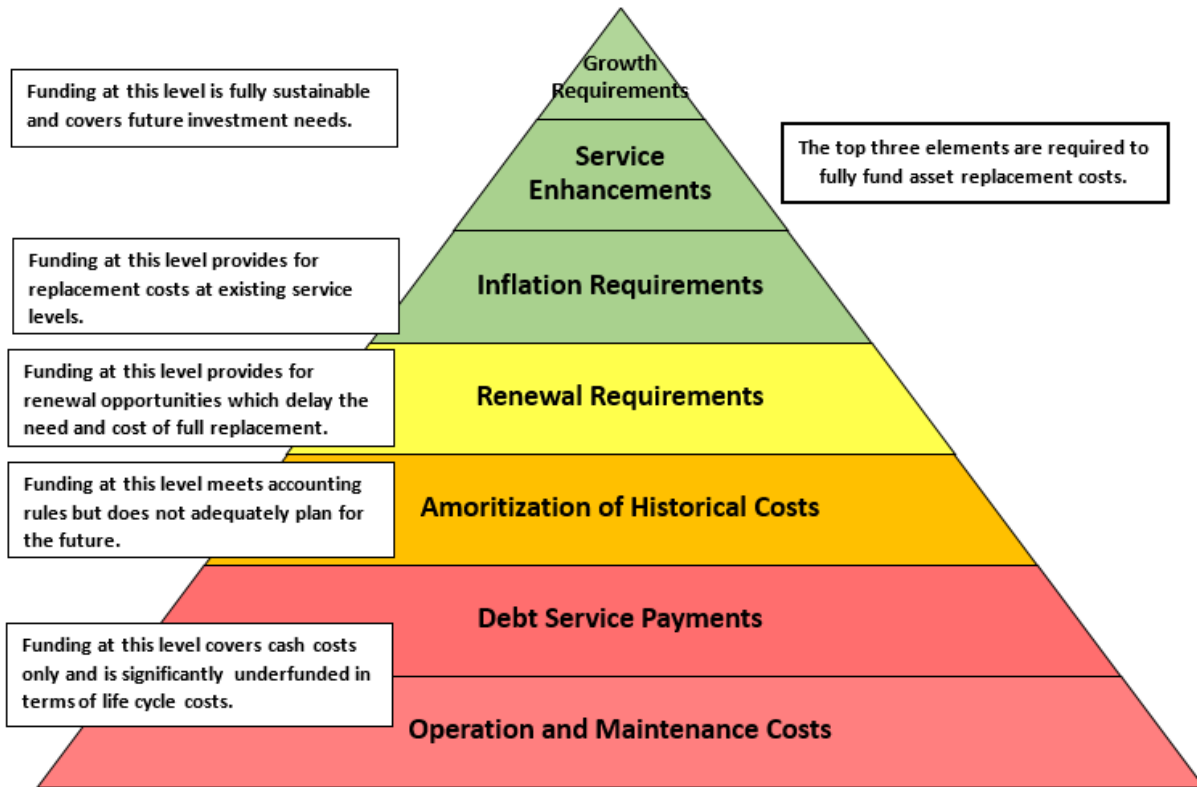 Growth
Requirements
Funding at this level is fully sustainable
and covers future investment needs.
Service
Enhancements
The top three elements are required to
fully fund asset replacement costs.
Funding at this level provides for
replacement costs at existing service
levels.
Inflation Requirements
Funding at this level provides for
renewal opportunities which delay the
need and cost of full replacement.
Renewal Requirements
Funding at this level meets accounting
rules but does not adequately plan for
the future.
Amoritization of Historical Costs
Debt Service Payments
Funding at this level covers cash costs
only and is significantly underfunded in
terms of life cycle costs.
Operation and Maintenance Costs